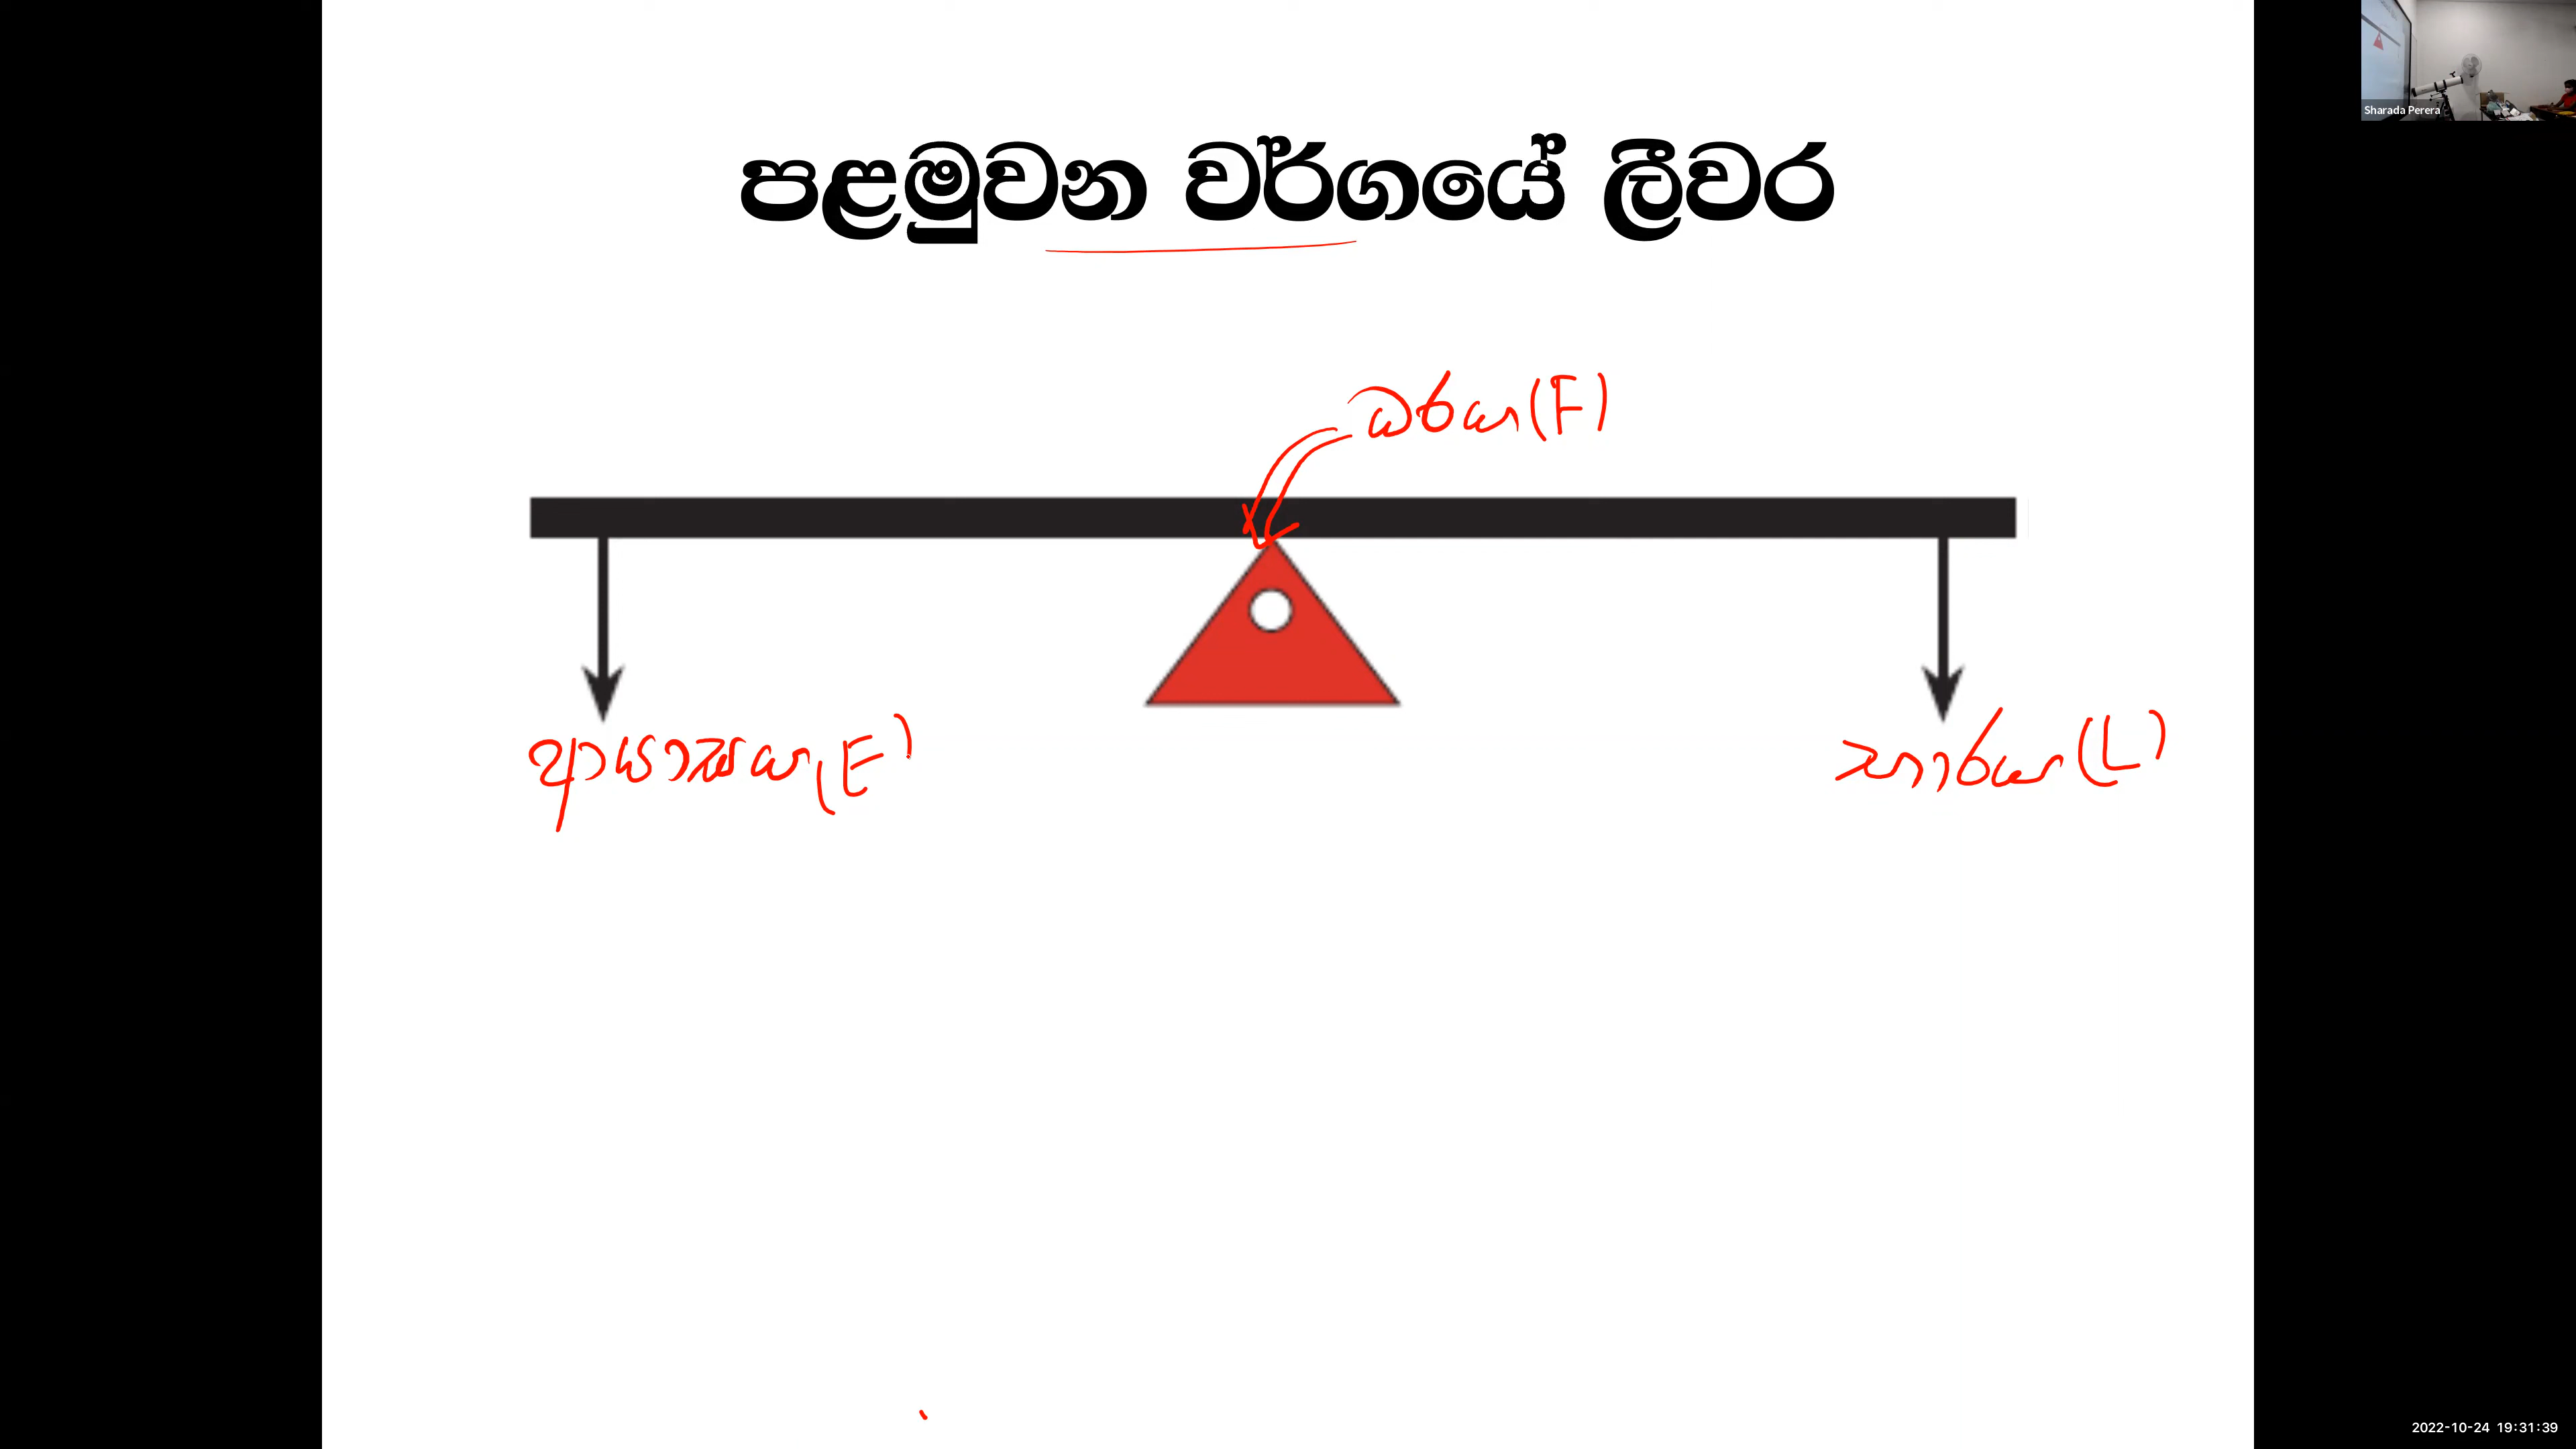 Sharada Perera
පළමුවන වර්ගයේ ලීවර
ධරය (F)
ආයාසය (E)
භාරය (L)
2022-10-24 19:31:39